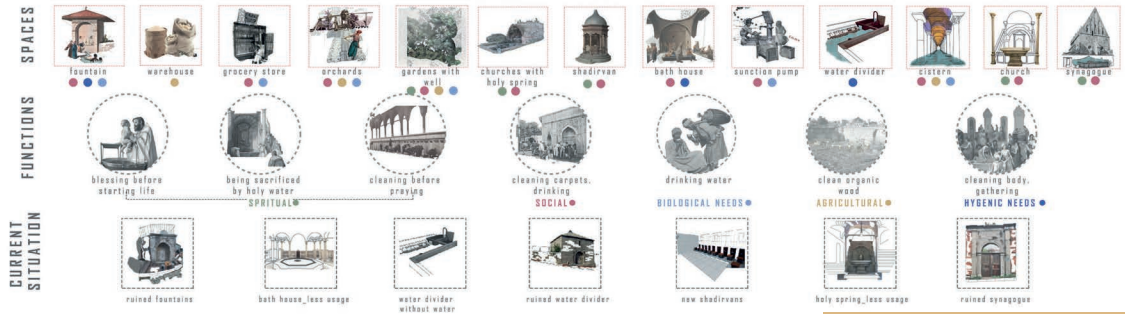 SPACES
fountain
warehouse
grocery store
orchards
gardens with
well
churches with
holy spring
shadirvan
bath house
sunction pump
water divider
cistern
church
synagogue
FUNCTIONS
blessing before
starting life
being sacrificed
by holy water
cleaning before
praying
cleaning carpets,
drinking
drinking water
clean organic
wood
cleaning body,
gathering
SPRITUAL
SOCIAL
BIOLOGICAL NEEDS
AGRICULTURAL
HYGENIC NEEDS
CURRENT
SITUATION
ruined fountains
bath house_less usage
water divider
without water
ruined water divider
new shadirvans
holy spring_less usage
ruined synagogue